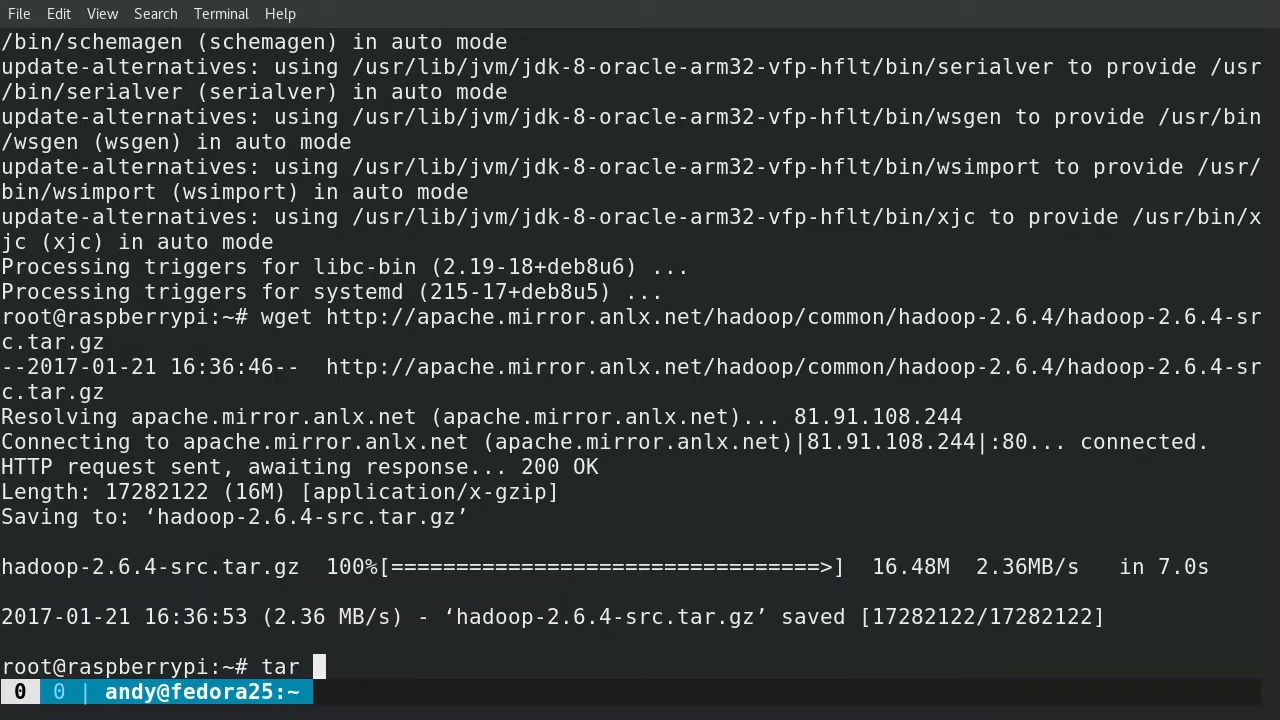 File Edit View Search Terminal Help
/bin/schemagen (schemagen) in auto mode
update-alternatives: using /usr/lib/jvm/jdk-8-oracle-arm32-vfp-hflt/bin/serialver to provide /usr
/bin/serialver (serialver) in auto mode
update-alternatives: using /usr/lib/jvm/jdk-8-oracle-arm32-vfp-hflt/bin/wsgen to provide /usr/bin
/wsgen (wsgen) in auto mode
update-alternatives: using /usr/lib/jvm/jdk-8-oracle-arm32-vfp-hflt/bin/wsimport to provide /usr/
bin/wsimport (wsimport) in auto mode
update-alternatives: using /usr/lib/jvm/jdk-8-oracle-arm32-vfp-hflt/bin/xjc to provide /usr/bin/x
jc (xjc) in auto mode
Processing triggers for libc-bin (2.19-18+deb8u6) ...
Processing triggers for systemd (215-17+deb8u5) ...
root@raspberrypi:~# wget http://apache.mirror.anlx.net/hadoop/common/hadoop-2.6.4/hadoop-2.6.4-sr
c.tar.gz
--2017-01-21 16:36:46--  http://apache.mirror.anlx.net/hadoop/common/hadoop-2.6.4/hadoop-2.6.4-sr
c.tar.gz
Resolving apache.mirror.anlx.net (apache.mirror.anlx.net)... 81.91.108.244
Connecting to apache.mirror.anlx.net (apache.mirror.anlx.net)|81.91.108.244|:80... connected.
HTTP request sent, awaiting response... 200 OK
Length: 17282122 (16M) [application/x-gzip]
Saving to: ‘hadoop-2.6.4-src.tar.gz’
hadoop-2.6.4-src.tar.gz  100%[=================================>]  16.48M  2.36MB/s   in 7.0s
2017-01-21 16:36:53 (2.36 MB/s) - ‘hadoop-2.6.4-src.tar.gz’ saved [17282122/17282122]
root@raspberrypi:~# tar
0 0 | andy@fedora25:~